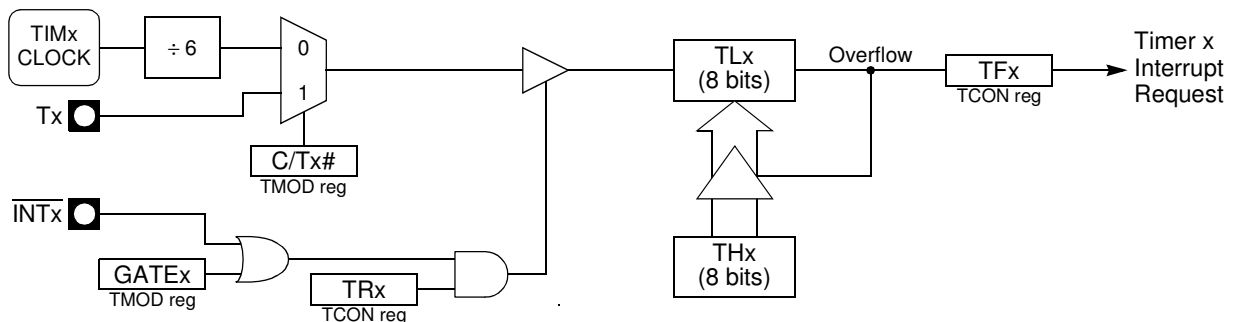 TIMx
CLOCK
÷ 6
0
1
Tx
C/Tx#
TMOD reg
INTx
GATEx
TMOD reg
TRx
TCON reg
TLx
(8 bits)
THx
(8 bits)
Overflow
TFx
TCON reg
Timer x
Interrupt
Request